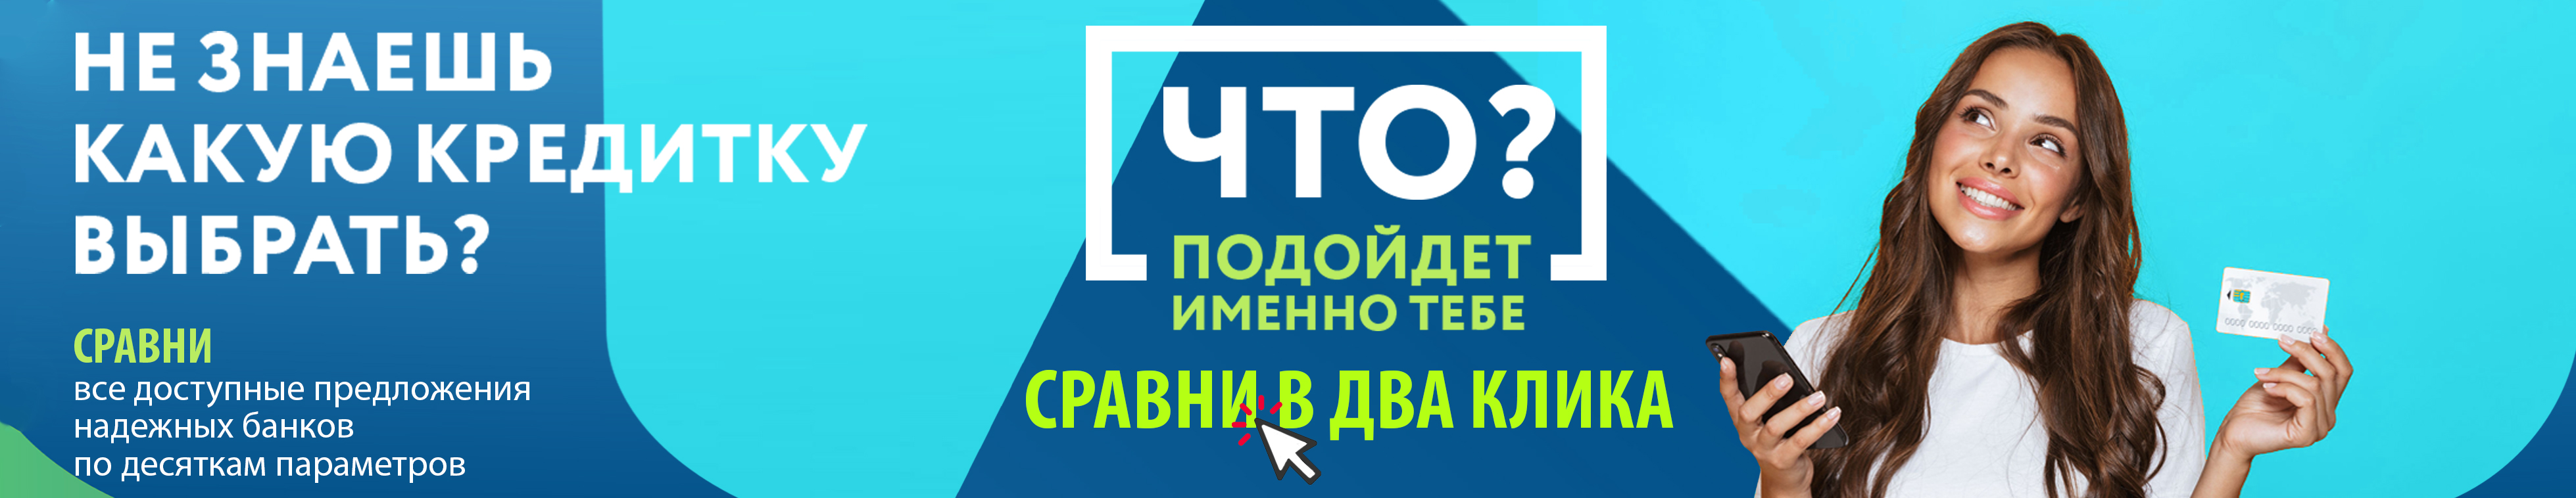 НЕ ЗНАЕШЬ
КАКУЮ КРЕДИТКУ
ВЫБРАТЬ?
СРАВНИ
все доступные предложения
надежных банков
по десяткам параметров
ЧТО?
ПОДОЙДЕТ
ИМЕННО ТЕБЕ
СРАВНИ В ДВА КЛИКА